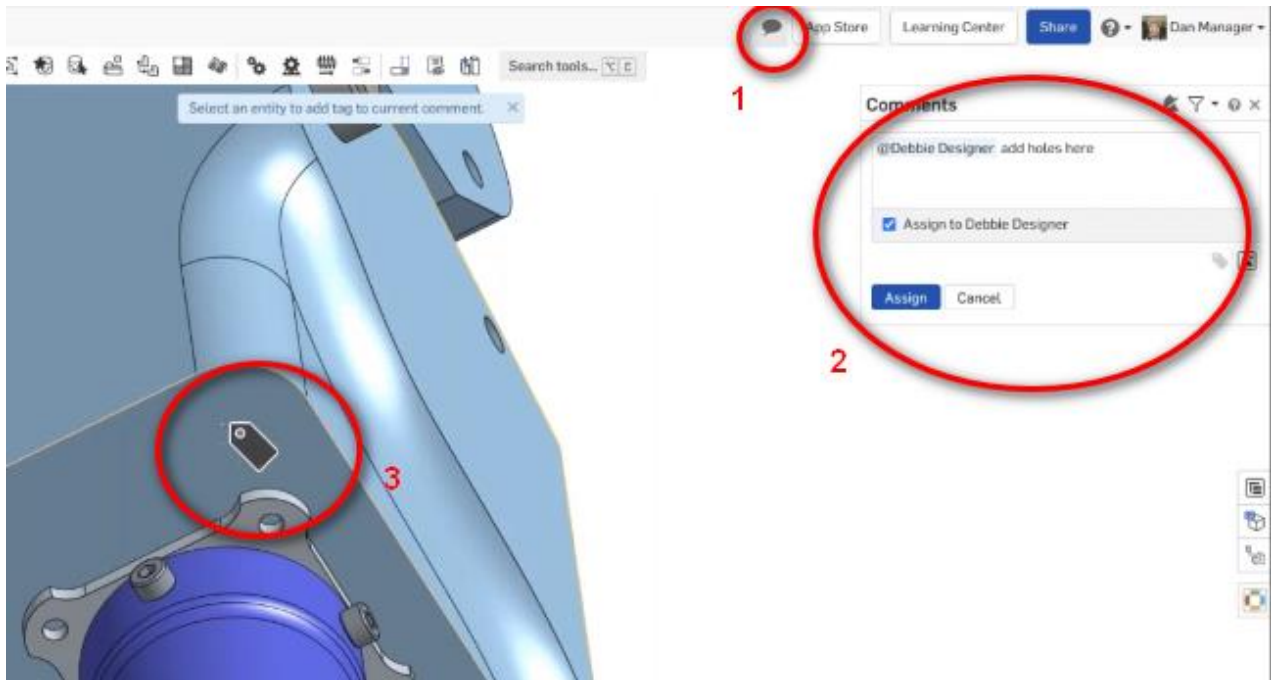 App Store
Learning Center
Share
Dan Manager
Search tools... ⌥ C
1
Select an entity to add tag to current comment.
Comments
@Debbie Designer add holes here
Assign to Debbie Designer
Assign
Cancel
2
3